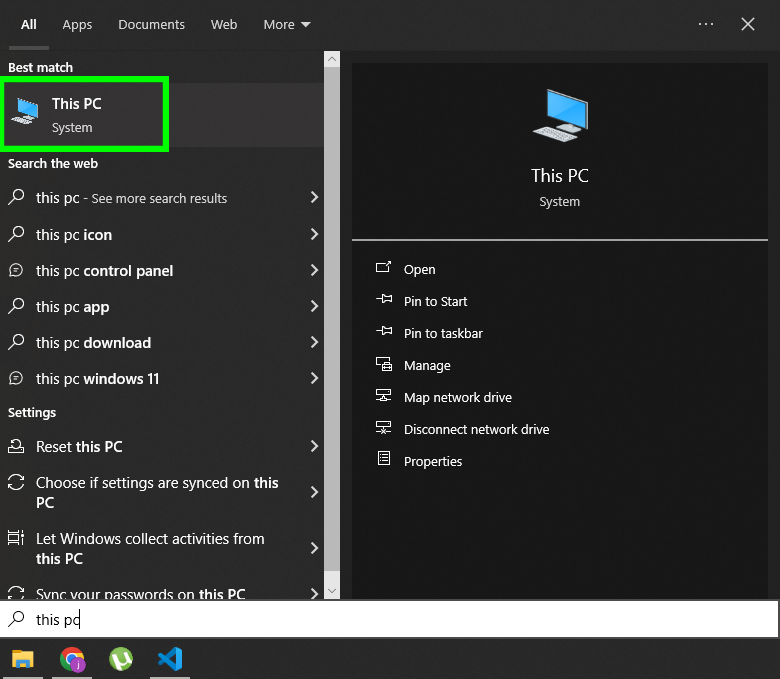 All Apps Documents Web More
Best match
This PC
System
Search the web
this pc - See more search results
this pc icon
this pc control panel
this pc app
this pc download
this pc windows 11
Settings
Reset this PC
Choose if settings are synced on this
PC
Let Windows collect activities from
this PC
Sync your passwords on this PC
This PC
System
Open
Pin to Start
Pin to taskbar
Manage
Map network drive
Disconnect network drive
Properties
this pc
j